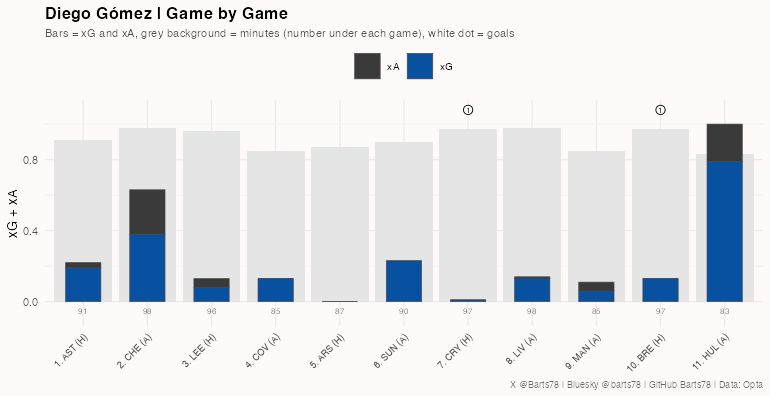 Diego Gómez | Game by Game
Bars = xG and xA, grey background = minutes (number under each game), white dot = goals
xA xG
1 1
xG + xA
0.8
0.4
0.0
91 98 96 85 87 90 97 98 85 97 83
1. AST (H) 2. CHE (A) 3. LEE (H) 4. COV (A) 5. ARS (H) 6. SUN (A) 7. CRY (H) 8. LIV (A) 9. MAN (A) 10. BRE (H) 11. HUL (A)
X @Barts78 | Bluesky @barts78 | GitHub Barts78 | Data: Opta